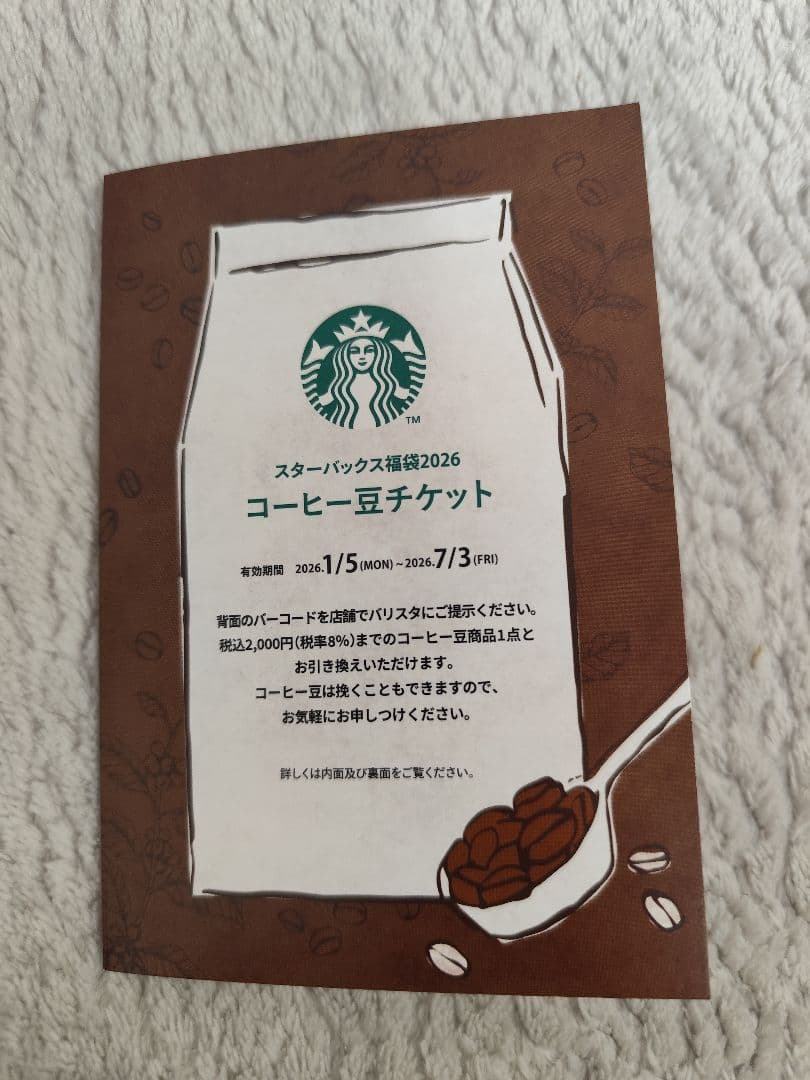 TM
スターバックス福袋2026
コーヒー豆チケット
有効期間 2026.1/5(MON)~2026.7/3(FRI)
背面のバーコードを店舗でバリスタにご提示ください。
税込2,000円(税率8%)までのコーヒー豆商品1点と
お引き換えいただけます。
コーヒー豆は挽くこともできますので、
お気軽にお申しつけください。
詳しくは内面及び裏面をご覧ください。